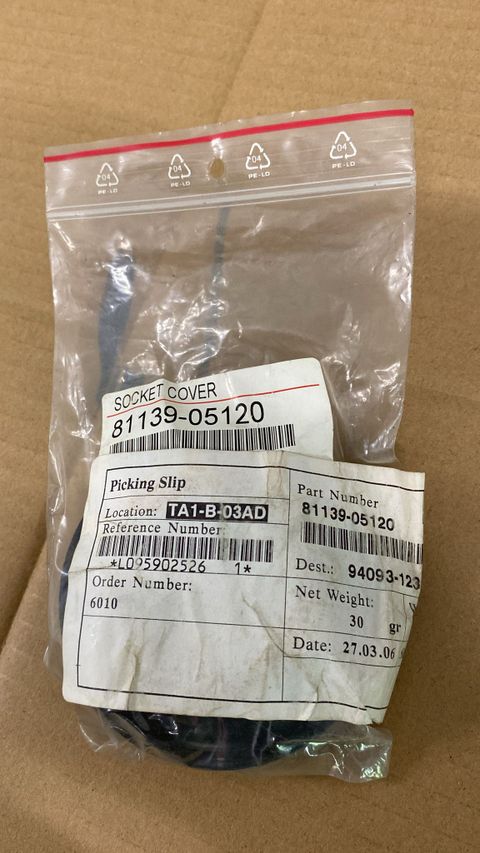 04
PE-LD
04
PE-LD
04
PE-LD
04
PE-LD
SOCKET COVER
81139-05120
Picking Slip
Location: TA1-B-03AD
Reference Number:
*L095902526 1*
Order Number:
6010
Part Number
81139-05120
Dest.: 94093-123
Net Weight:
30 gr
Date: 27.03.06